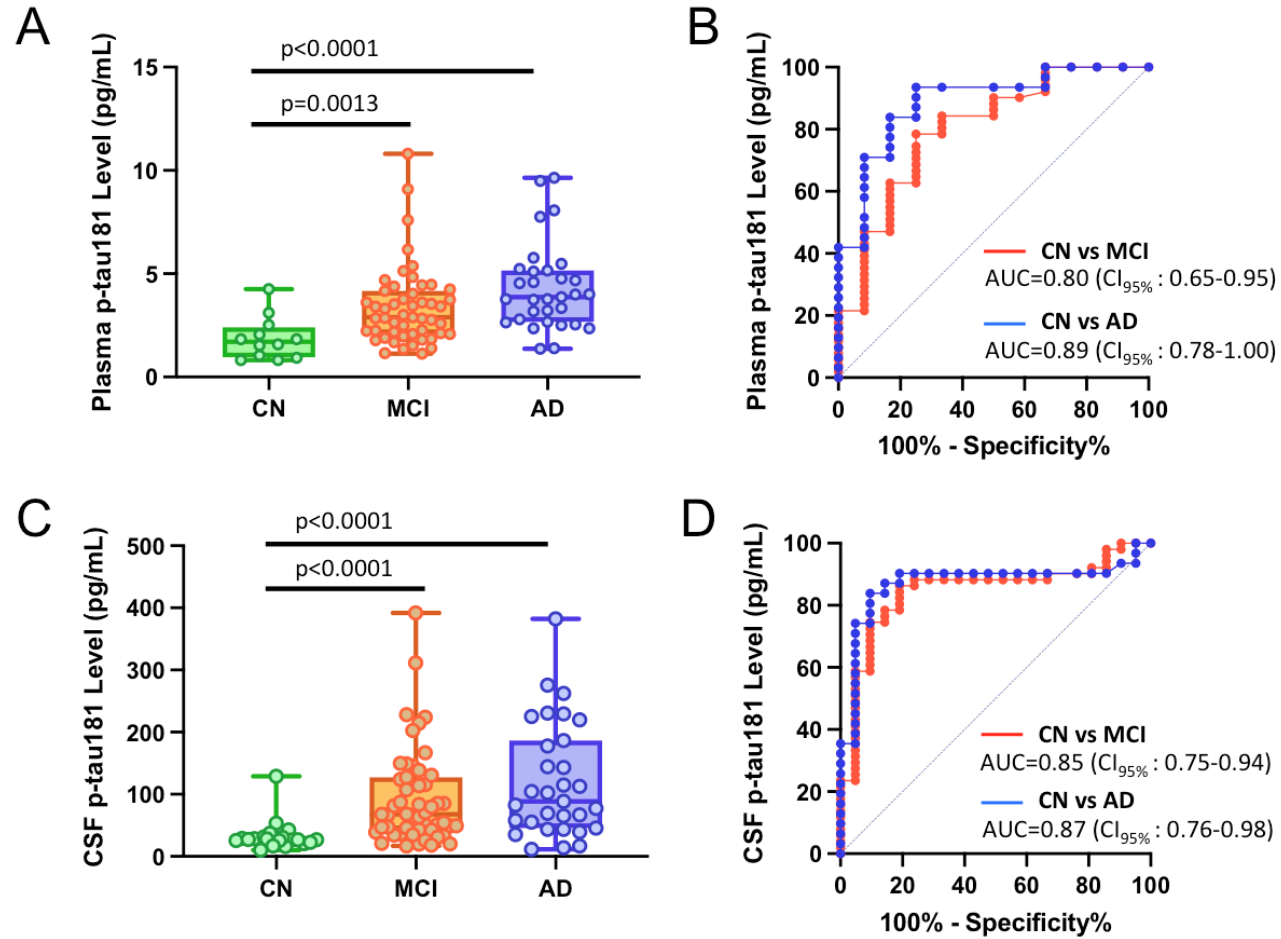 A
Plasma p-tau181 Level (pg/mL)
15
10
5
0
p<0.0001
p=0.0013
CN
MCI
AD
B
Plasma p-tau181 Level (pg/mL)
100
80
60
40
20
0
0
20
40
60
80
100
100% - Specificity%
CN vs MCI
AUC=0.80 (CI95% : 0.65-0.95)
CN vs AD
AUC=0.89 (CI95% : 0.78-1.00)
C
CSF p-tau181 Level (pg/mL)
500
400
300
200
100
0
p<0.0001
p<0.0001
CN
MCI
AD
D
CSF p-tau181 Level (pg/mL)
100
80
60
40
20
0
0
20
40
60
80
100
100% - Specificity%
CN vs MCI
AUC=0.85 (CI95% : 0.75-0.94)
CN vs AD
AUC=0.87 (CI95% : 0.76-0.98)